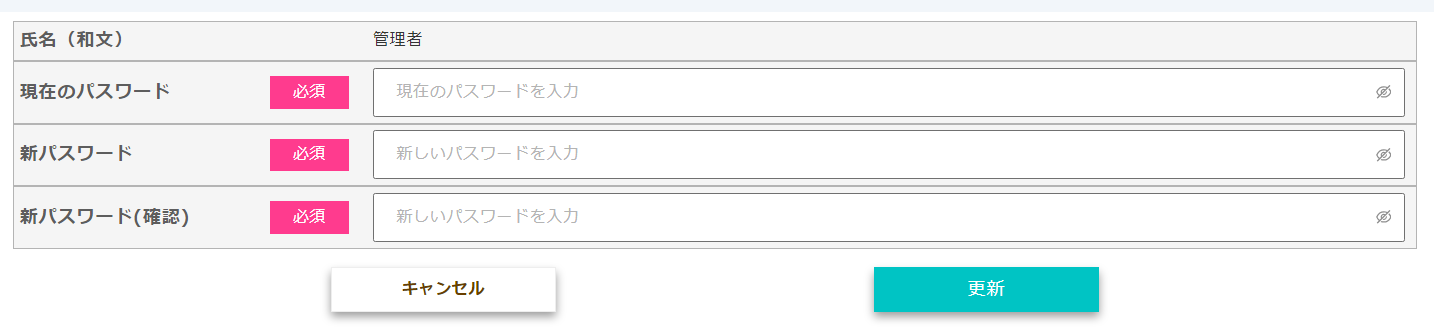 氏名（和文） 管理者
現在のパスワード 必須 現在のパスワードを入力
新パスワード 必須 新しいパスワードを入力
新パスワード(確認) 必須 新しいパスワードを入力
キャンセル 更新